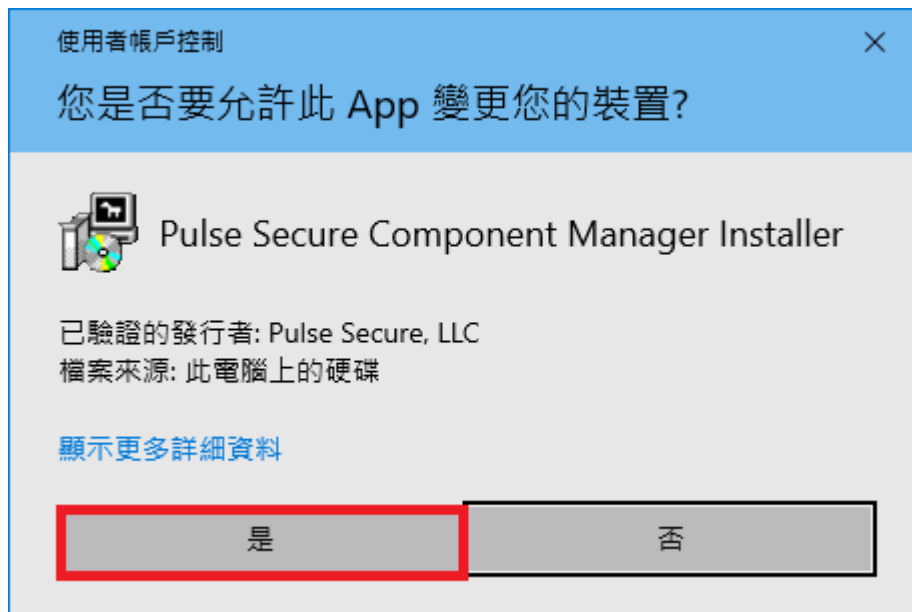 使用者帳戶控制
您是否要允許此 App 變更您的裝置?
Pulse Secure Component Manager Installer
已驗證的發行者: Pulse Secure, LLC
檔案來源: 此電腦上的硬碟
顯示更多詳細資料
是
否